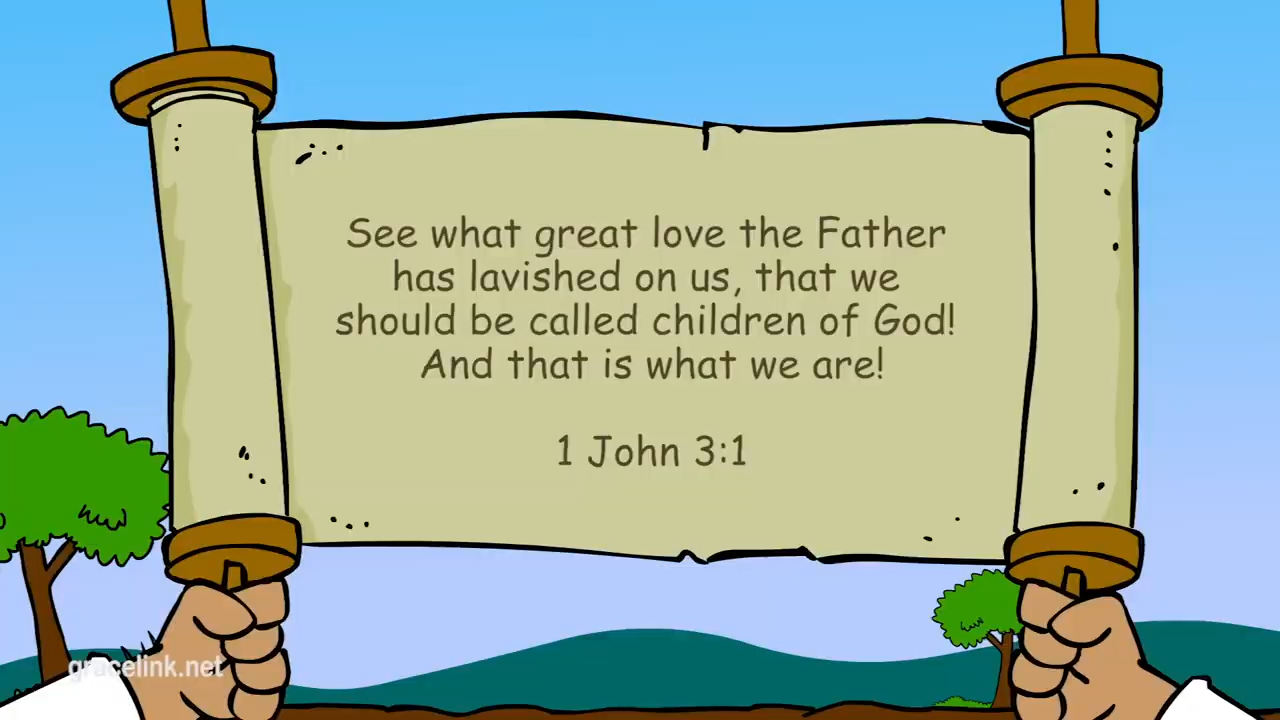 See what great love the Father
has lavished on us, that we
should be called children of God!
And that is what we are!
1 John 3:1
gracelink.net